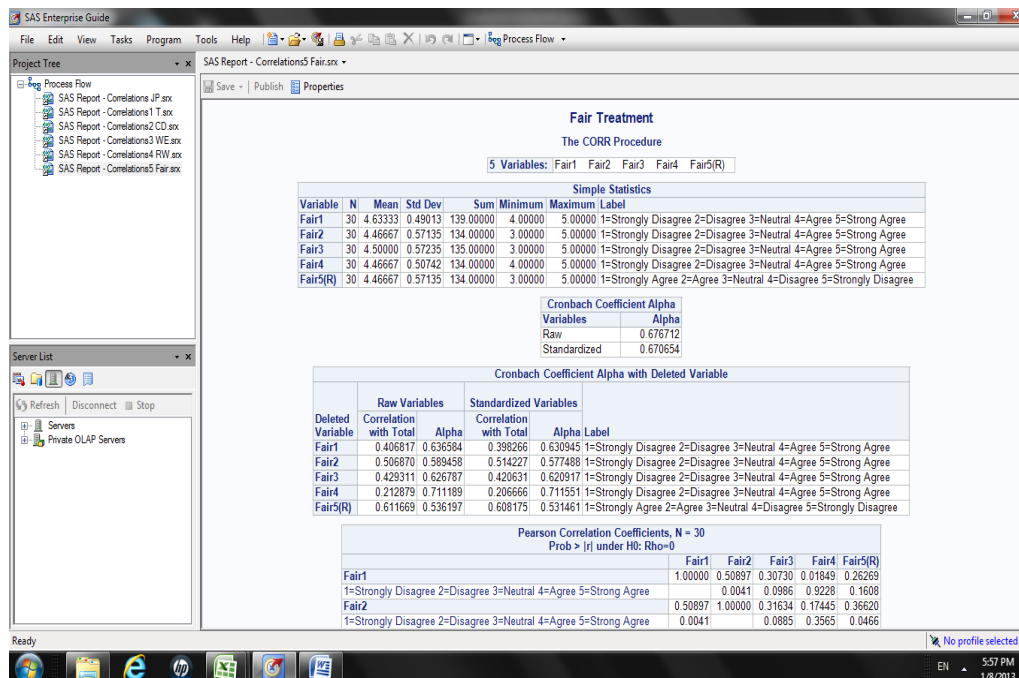 SAS Enterprise Guide
File Edit View Tasks Program Tools Help Process Flow
Project Tree
Process Flow
SAS Report - Correlations JP.srx
SAS Report - Correlations1 T.srx
SAS Report - Correlations2 CD.srx
SAS Report - Correlations3 WE.srx
SAS Report - Correlations4 RW.srx
SAS Report - Correlations5 Fair.srx
Server List
Refresh Disconnect Stop
Servers
Private OLAP Servers
SAS Report - Correlations5 Fair.srx
Save Publish Properties
Fair Treatment
The CORR Procedure
5 Variables: Fair1 Fair2 Fair3 Fair4 Fair5(R)
Simple Statistics
Variable N Mean Std Dev Sum Minimum Maximum Label
Fair1 30 4.63333 0.49013 139.00000 4.00000 5.00000 1=Strongly Disagree 2=Disagree 3=Neutral 4=Agree 5=Strong Agree
Fair2 30 4.46667 0.57135 134.00000 3.00000 5.00000 1=Strongly Disagree 2=Disagree 3=Neutral 4=Agree 5=Strong Agree
Fair3 30 4.50000 0.57235 135.00000 3.00000 5.00000 1=Strongly Disagree 2=Disagree 3=Neutral 4=Agree 5=Strong Agree
Fair4 30 4.46667 0.50742 134.00000 4.00000 5.00000 1=Strongly Disagree 2=Disagree 3=Neutral 4=Agree 5=Strong Agree
Fair5(R) 30 4.46667 0.57135 134.00000 3.00000 5.00000 1=Strongly Agree 2=Agree 3=Neutral 4=Disagree 5=Strongly Disagree
Cronbach Coefficient Alpha
Variables Alpha
Raw 0.676712
Standardized 0.670654
Cronbach Coefficient Alpha with Deleted Variable
Raw Variables Standardized Variables
Deleted Correlation Correlation
Variable with Total Alpha with Total Alpha Label
Fair1 0.406817 0.636584 0.398266 0.630945 1=Strongly Disagree 2=Disagree 3=Neutral 4=Agree 5=Strong Agree
Fair2 0.506870 0.589458 0.514227 0.577488 1=Strongly Disagree 2=Disagree 3=Neutral 4=Agree 5=Strong Agree
Fair3 0.429311 0.626787 0.420631 0.620917 1=Strongly Disagree 2=Disagree 3=Neutral 4=Agree 5=Strong Agree
Fair4 0.212879 0.711189 0.206666 0.711551 1=Strongly Disagree 2=Disagree 3=Neutral 4=Agree 5=Strong Agree
Fair5(R) 0.611669 0.536197 0.608175 0.531461 1=Strongly Agree 2=Agree 3=Neutral 4=Disagree 5=Strongly Disagree
Pearson Correlation Coefficients, N = 30
Prob > |r| under H0: Rho=0
Fair1 Fair2 Fair3 Fair4 Fair5(R)
Fair1 1.00000 0.50897 0.30730 0.01849 0.26269
1=Strongly Disagree 2=Disagree 3=Neutral 4=Agree 5=Strong Agree 0.0041 0.0986 0.9228 0.1608
Fair2 0.50897 1.00000 0.31634 0.17445 0.36620
1=Strongly Disagree 2=Disagree 3=Neutral 4=Agree 5=Strong Agree 0.0041 0.0885 0.3565 0.0466
Ready
No profile selected
hp
EN 5:57 PM
1/8/2013